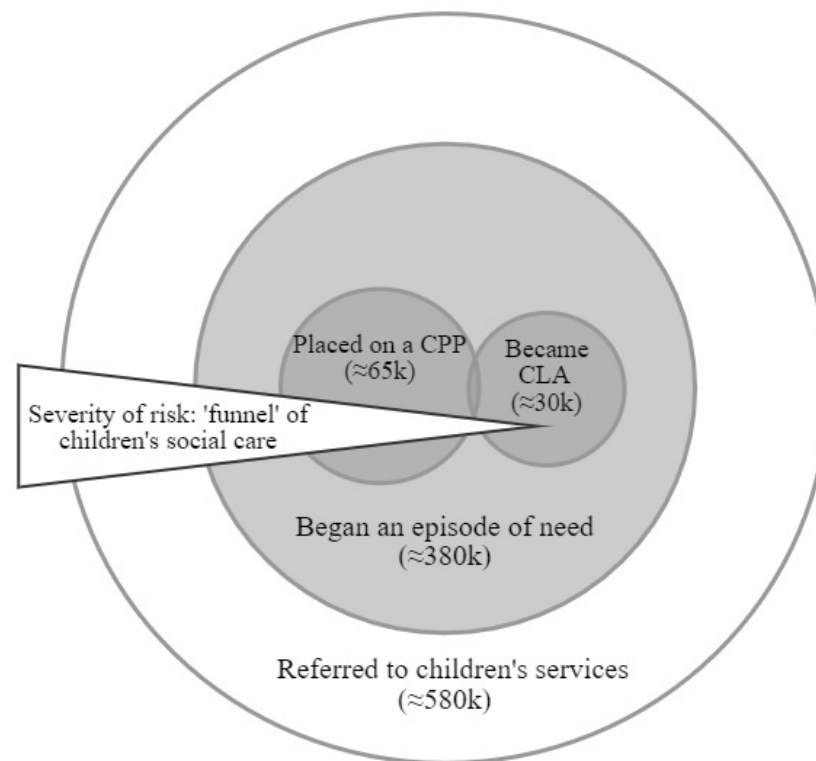 Placed on a CPP
(≈65k)
Became
CLA
(≈30k)
Severity of risk: 'funnel' of
children's social care
Began an episode of need
(≈380k)
Referred to children's services
(≈580k)